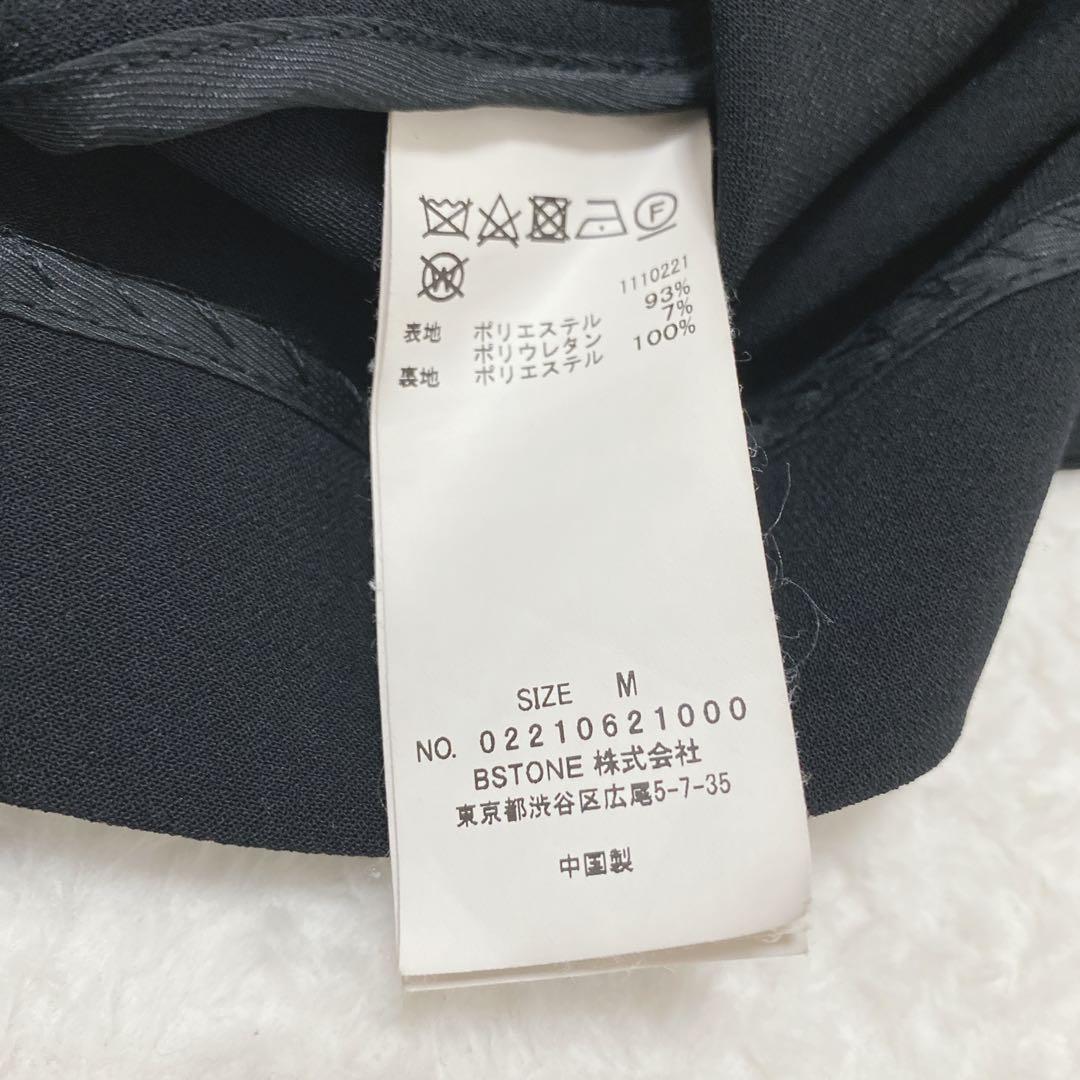 F
W
1110221
表地 ポリエステル 93%
ポリウレタン 7%
裏地 ポリエステル 100%
SIZE M
NO. 02210621000
BSTONE 株式会社
東京都渋谷区広尾5-7-35
中国製